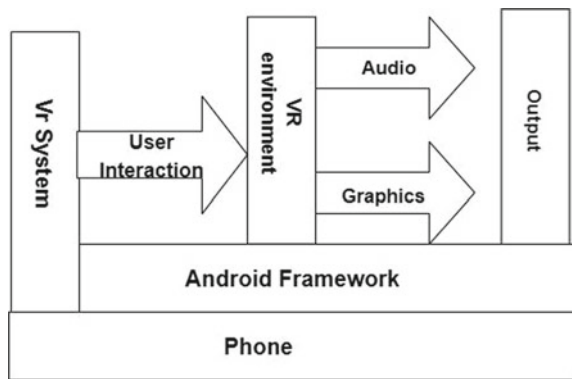 Vr System
User
Interaction
VR
environment
Audio
Graphics
Output
Android Framework
Phone